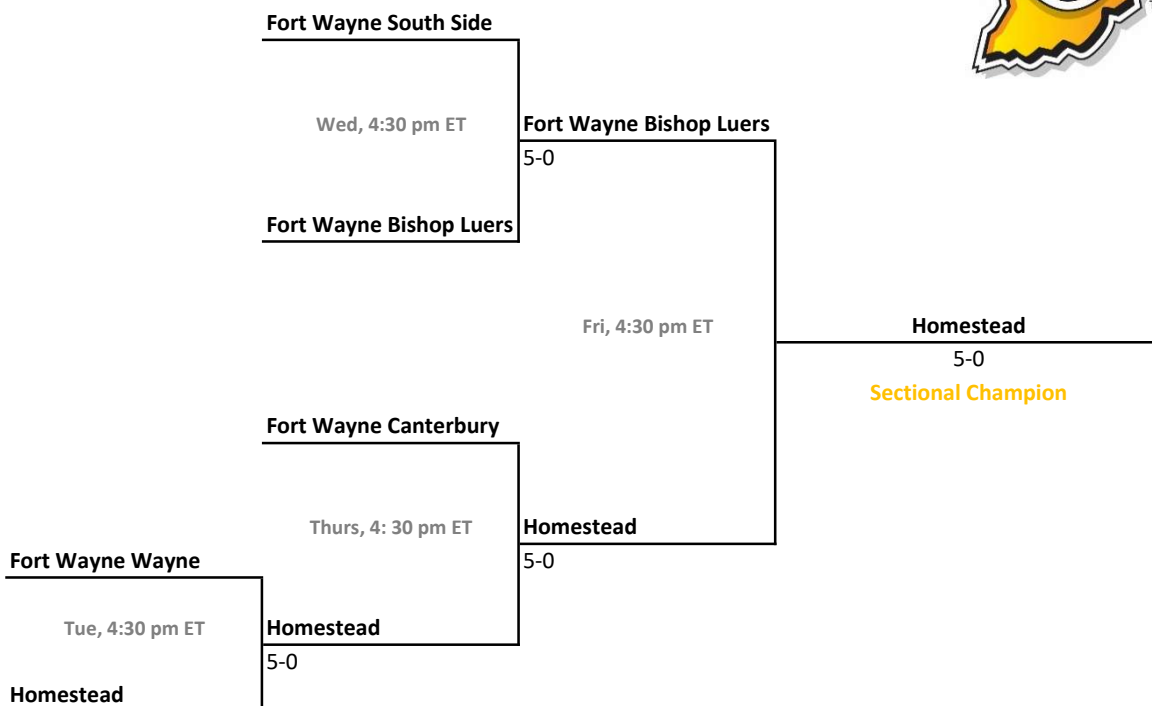 Fort Wayne South Side
Wed, 4:30 pm ET
Fort Wayne Bishop Luers
5-0
Fort Wayne Bishop Luers
Fri, 4:30 pm ET
Homestead
5-0
Sectional Champion
Fort Wayne Canterbury
Thurs, 4: 30 pm ET
Homestead
5-0
Fort Wayne Wayne
Tue, 4:30 pm ET
Homestead
5-0
Homestead